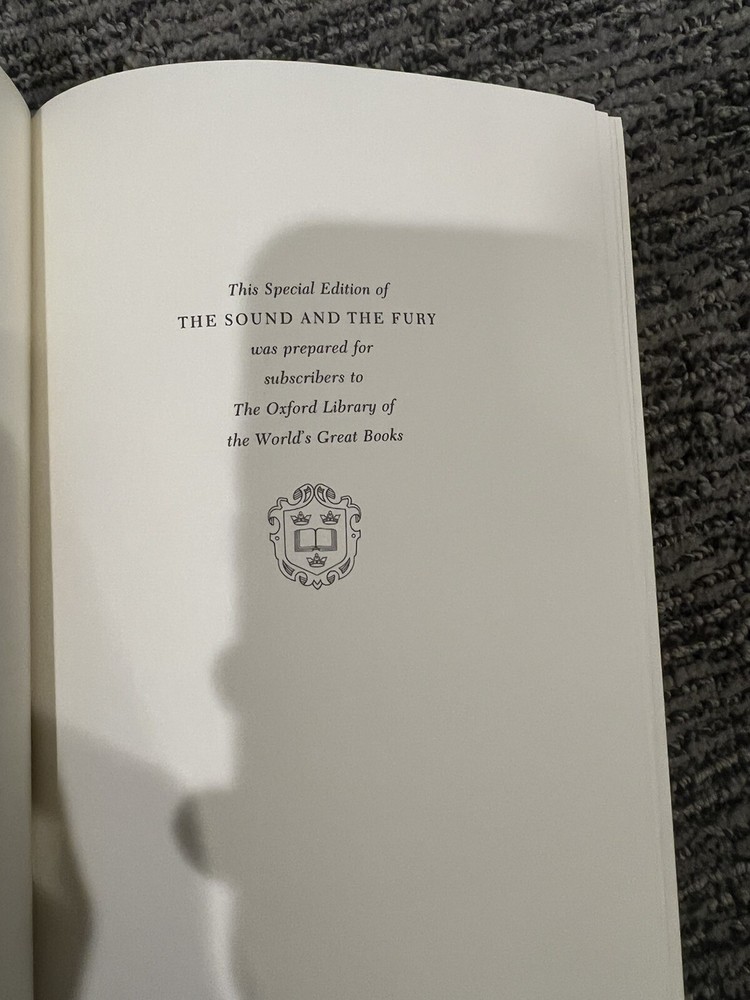 This Special Edition of
THE SOUND AND THE FURY
was prepared for
subscribers to
The Oxford Library of
the World's Great Books